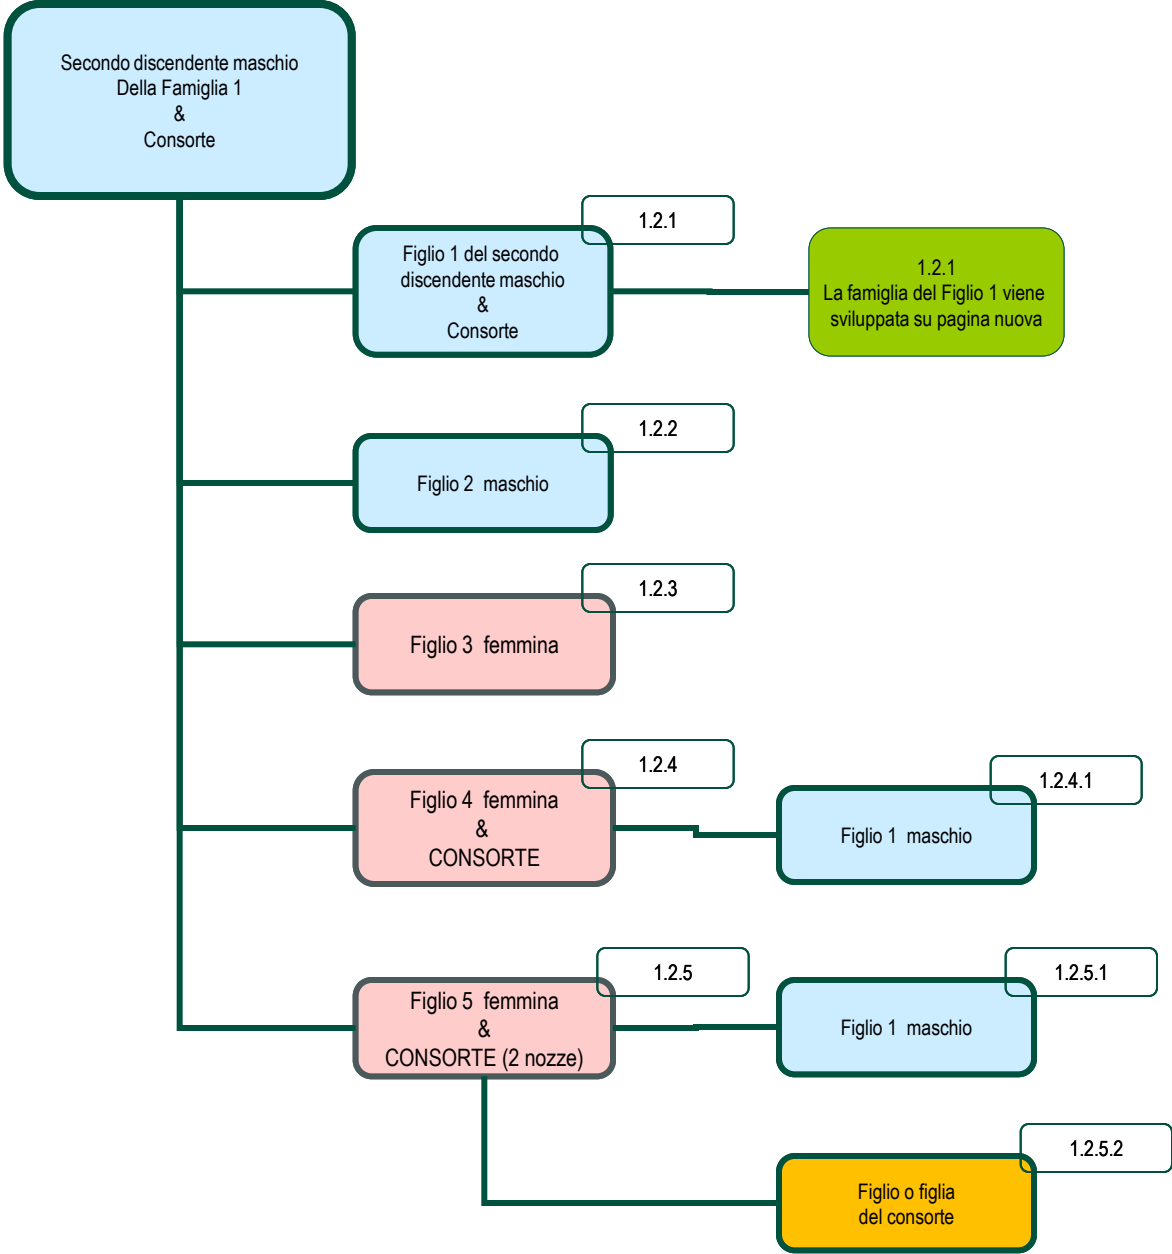 Secondo discendente maschio
Della Famiglia 1
&
Consorte
1.2.1
Figlio 1 del secondo
discendente maschio
&
Consorte
1.2.1
La famiglia del Figlio 1 viene
sviluppata su pagina nuova
1.2.2
Figlio 2 maschio
1.2.3
Figlio 3 femmina
1.2.4
Figlio 4 femmina
&
CONSORTE
1.2.4.1
Figlio 1 maschio
1.2.5
Figlio 5 femmina
&
CONSORTE (2 nozze)
1.2.5.1
Figlio 1 maschio
1.2.5.2
Figlio o figlia
del consorte